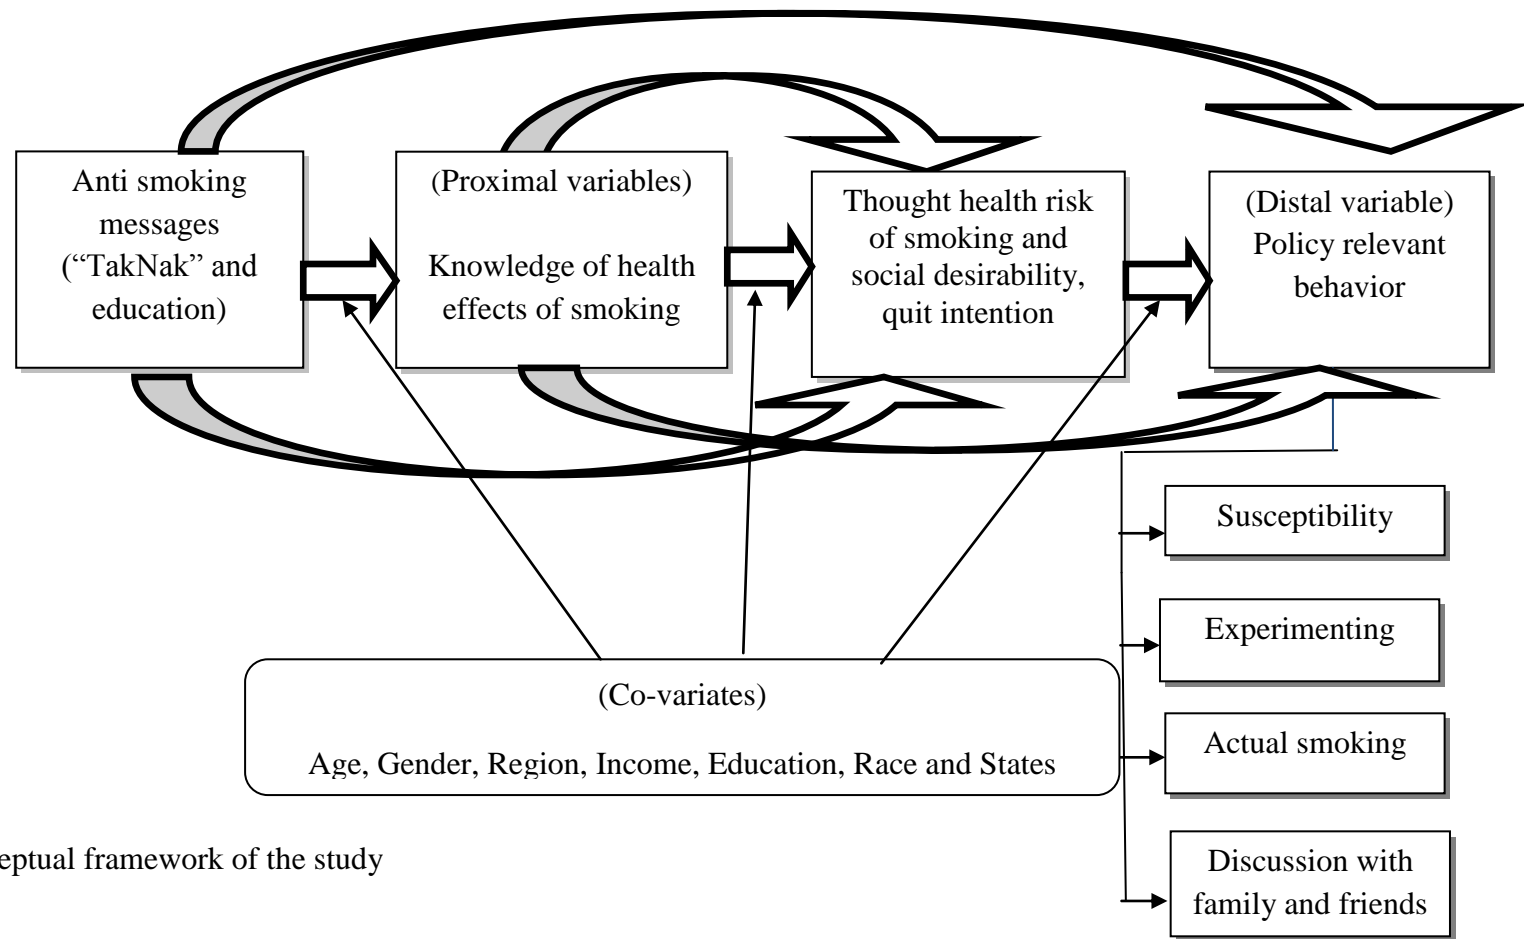 Anti smoking
messages
(“TakNak” and
education)
(Proximal variables)
Knowledge of health
effects of smoking
Thought health risk
of smoking and
social desirability,
quit intention
(Distal variable)
Policy relevant
behavior
Susceptibility
Experimenting
Actual smoking
Discussion with
family and friends
(Co-variates)
Age, Gender, Region, Income, Education, Race and States
eptual framework of the study